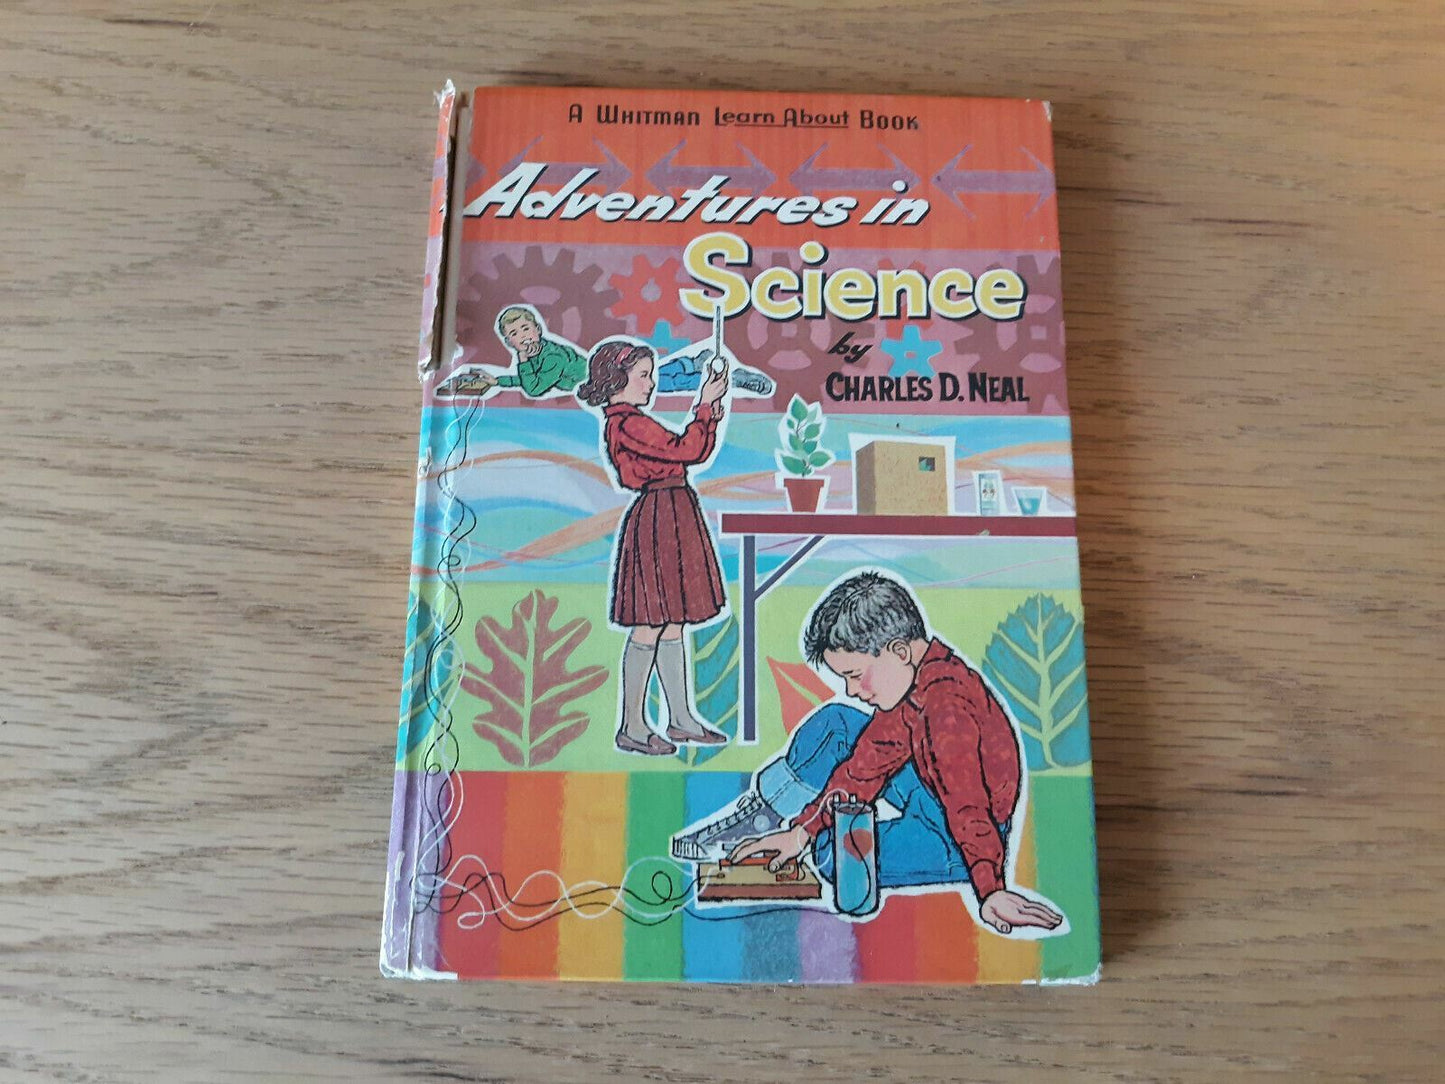 A WHITMAN Learn About BOOK
Adventures in
Science
by
CHARLES D. NEAL